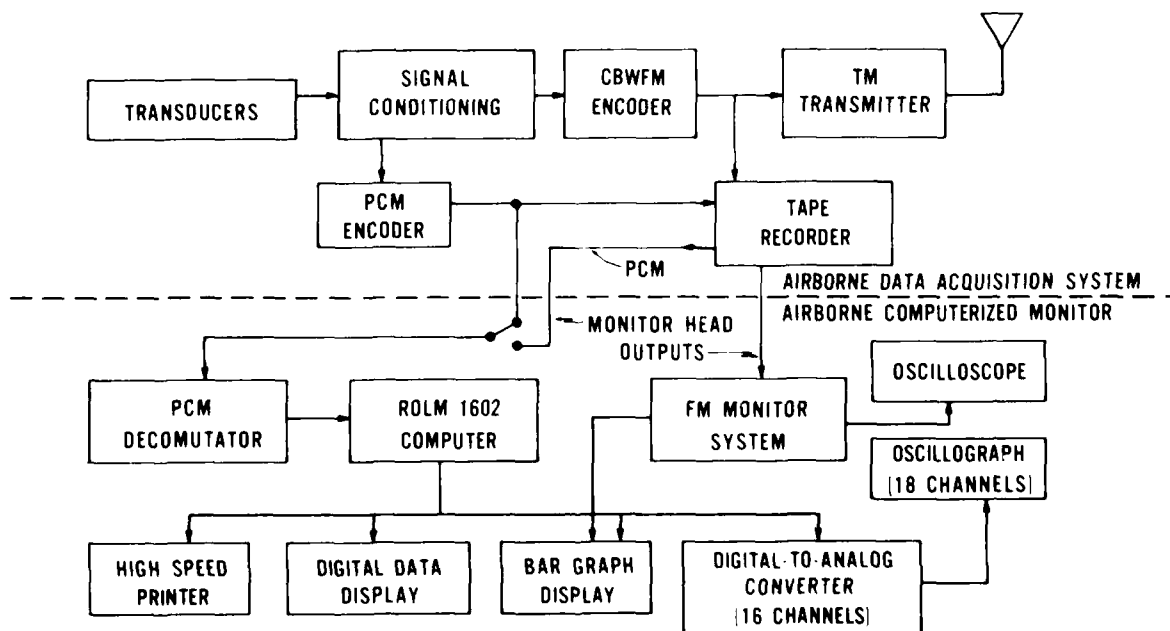 TRANSDUCERS
SIGNAL
CONDITIONING
CBWFM
ENCODER
TM
TRANSMITTER
PCM
ENCODER
TAPE
RECORDER
PCM
AIRBORNE DATA ACQUISITION SYSTEM
AIRBORNE COMPUTERIZED MONITOR
MONITOR HEAD
OUTPUTS
OSCILLOSCOPE
PCM
DECOMUTATOR
ROLM 1602
COMPUTER
FM MONITOR
SYSTEM
OSCILLOGRAPH
(18 CHANNELS)
HIGH SPEED
PRINTER
DIGITAL DATA
DISPLAY
BAR GRAPH
DISPLAY
DIGITAL-TO-ANALOG
CONVERTER
(16 CHANNELS)